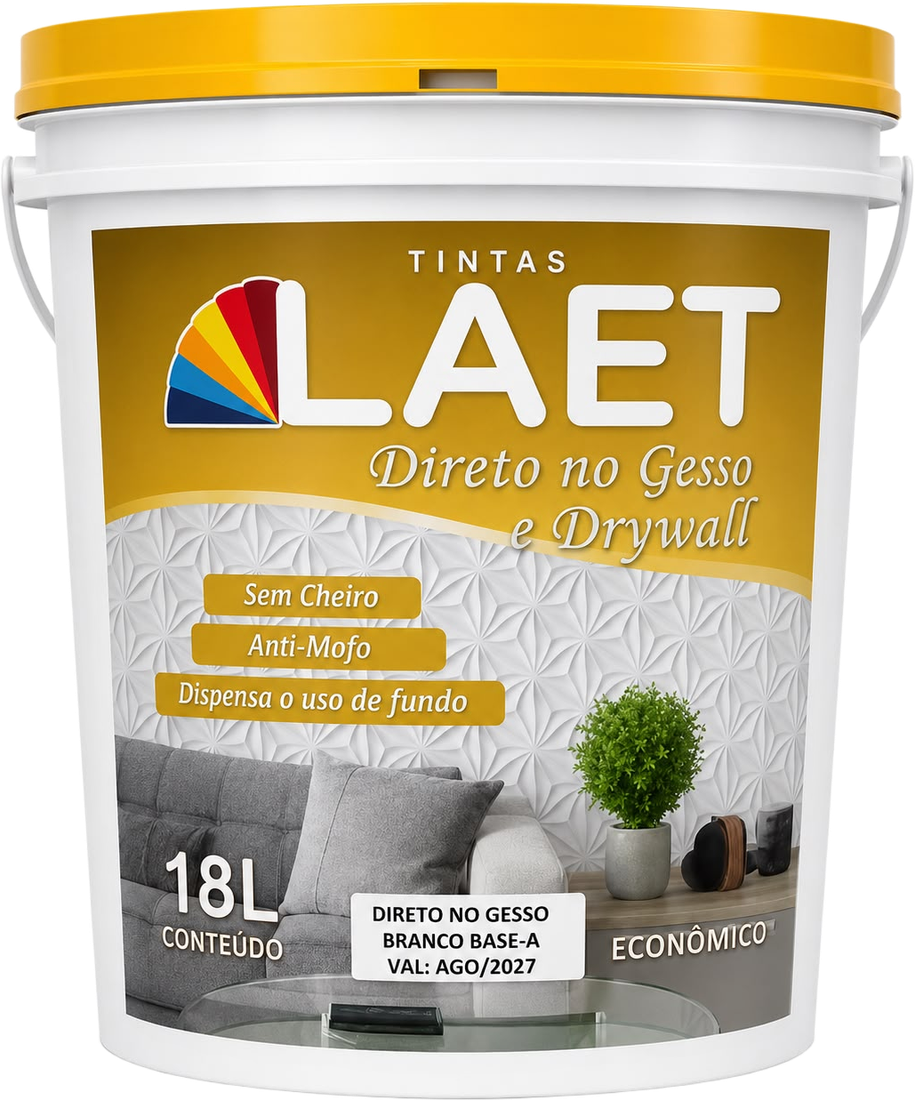 TINTAS
LAET
Direto no Gesso
e Drywall
Sem Cheiro
Anti-Mofo
Dispensa o uso de fundo
18L
CONTEÚDO
DIRETO NO GESSO
BRANCO BASE-A
VAL: AGO/2027
ECONÔMICO